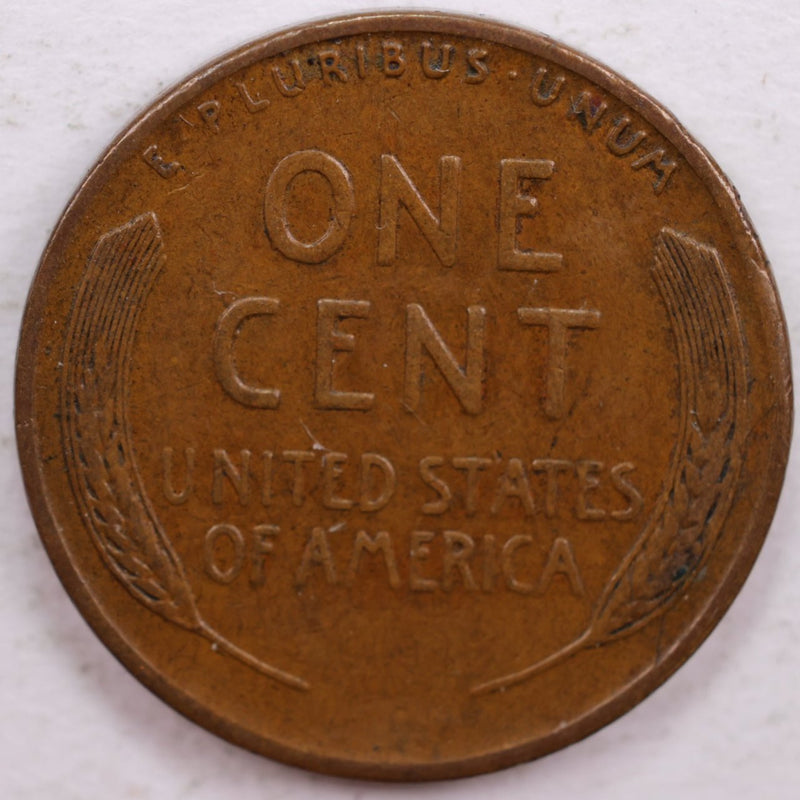 E·PLURIBUS·UNUM
ONE
CENT
UNITED STATES
OF AMERICA